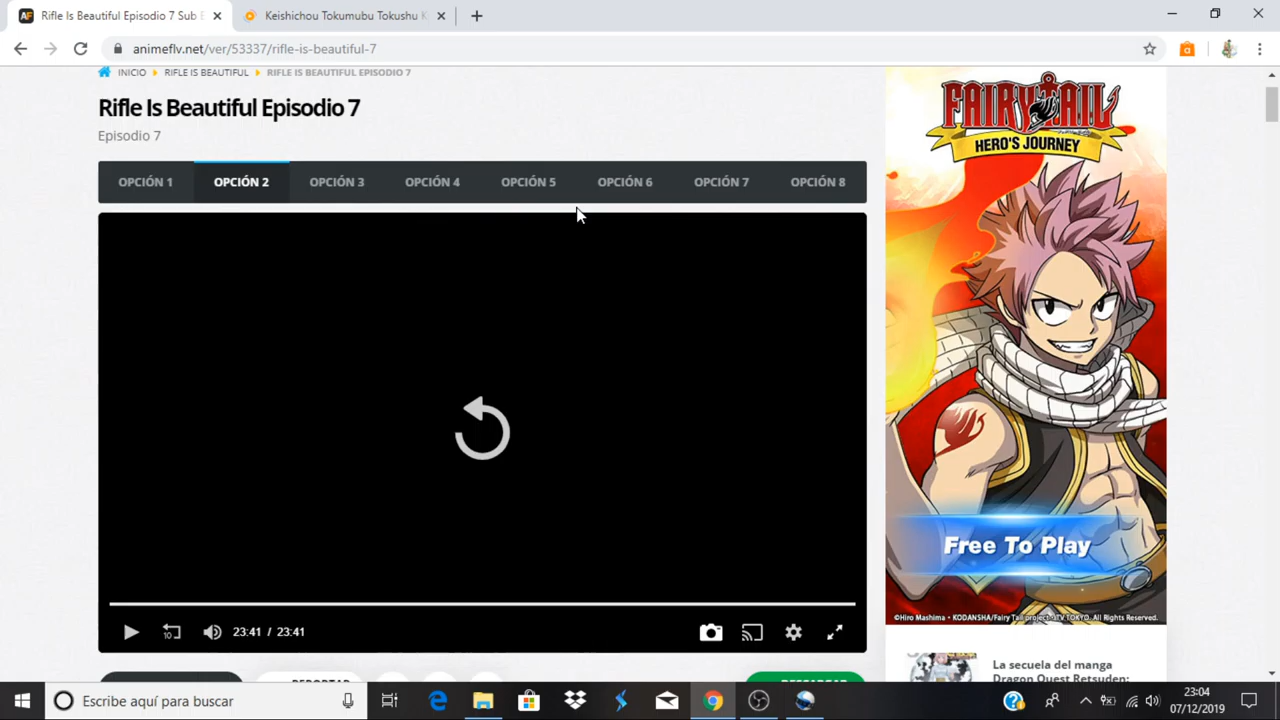 Rifle Is Beautiful Episodio 7 Sub
Keishichou Tokumubu Tokushu K
animeflv.net/ver/53337/rifle-is-beautiful-7
INICIO RIFLE IS BEAUTIFUL RIFLE IS BEAUTIFUL EPISODIO 7
Rifle Is Beautiful Episodio 7
Episodio 7
OPCIÓN 1 OPCIÓN 2 OPCIÓN 3 OPCIÓN 4 OPCIÓN 5 OPCIÓN 6 OPCIÓN 7 OPCIÓN 8
10
23:41 / 23:41
REPORTAR
DESCARGAR
FAIRY TAIL
HERO'S JOURNEY
Free To Play
©Hiro Mashima • KODANSHA/Fairy Tail project • TV TOKYO. All Rights Reserved.
La secuela del manga
Dragon Quest Retsuden:
Escribe aquí para buscar
23:04
07/12/2019